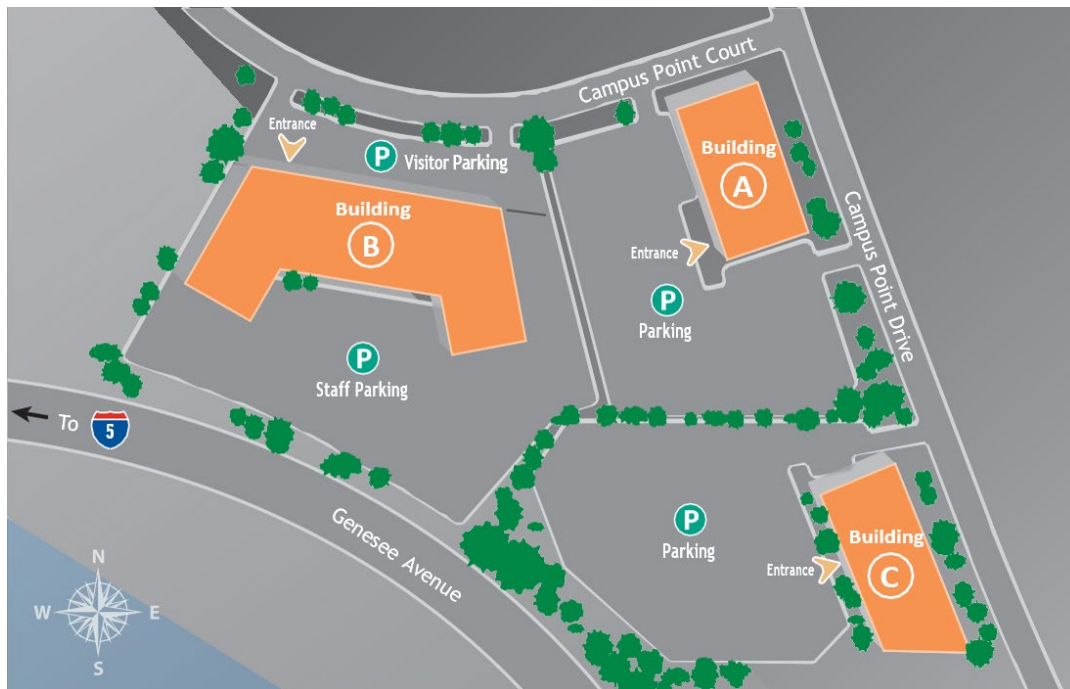 Campus Point Court
Entrance
P Visitor Parking
Building
A
Building
B
Campus Point Drive
Entrance
P
Parking
P
Staff Parking
To 5
P
Parking
Building
C
Entrance
Genesee Avenue
N
W E
S